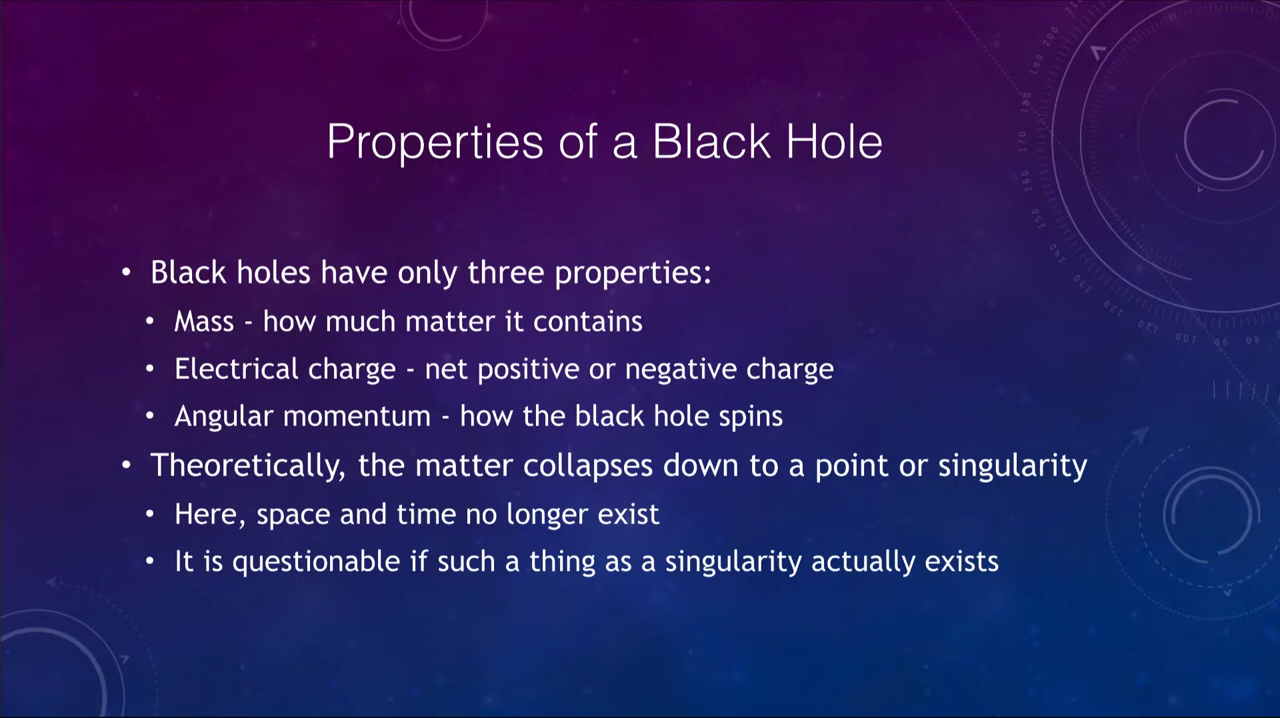 Properties of a Black Hole
• Black holes have only three properties:
• Mass - how much matter it contains
• Electrical charge - net positive or negative charge
• Angular momentum - how the black hole spins
• Theoretically, the matter collapses down to a point or singularity
• Here, space and time no longer exist
• It is questionable if such a thing as a singularity actually exists